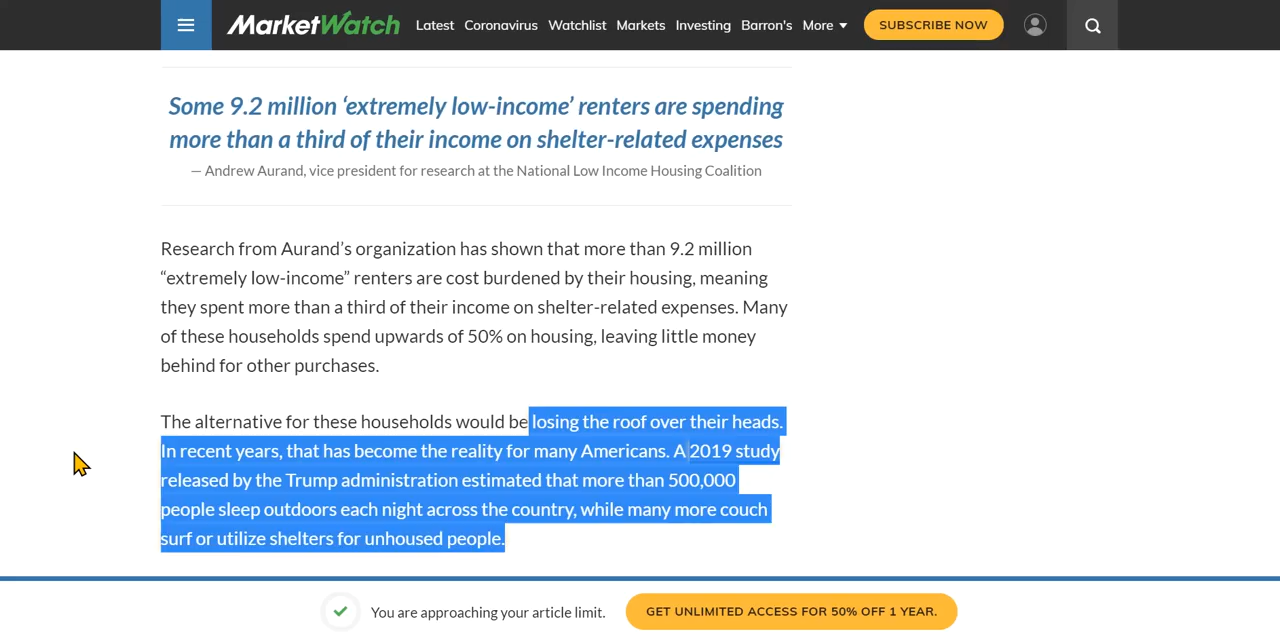 MarketWatch Latest Coronavirus Watchlist Markets Investing Barron's More SUBSCRIBE NOW
Some 9.2 million ‘extremely low-income’ renters are spending
more than a third of their income on shelter-related expenses
— Andrew Aurand, vice president for research at the National Low Income Housing Coalition
Research from Aurand’s organization has shown that more than 9.2 million
“extremely low-income” renters are cost burdened by their housing, meaning
they spent more than a third of their income on shelter-related expenses. Many
of these households spend upwards of 50% on housing, leaving little money
behind for other purchases.
The alternative for these households would be losing the roof over their heads.
In recent years, that has become the reality for many Americans. A 2019 study
released by the Trump administration estimated that more than 500,000
people sleep outdoors each night across the country, while many more couch
surf or utilize shelters for unhoused people.
You are approaching your article limit. GET UNLIMITED ACCESS FOR 50% OFF 1 YEAR.